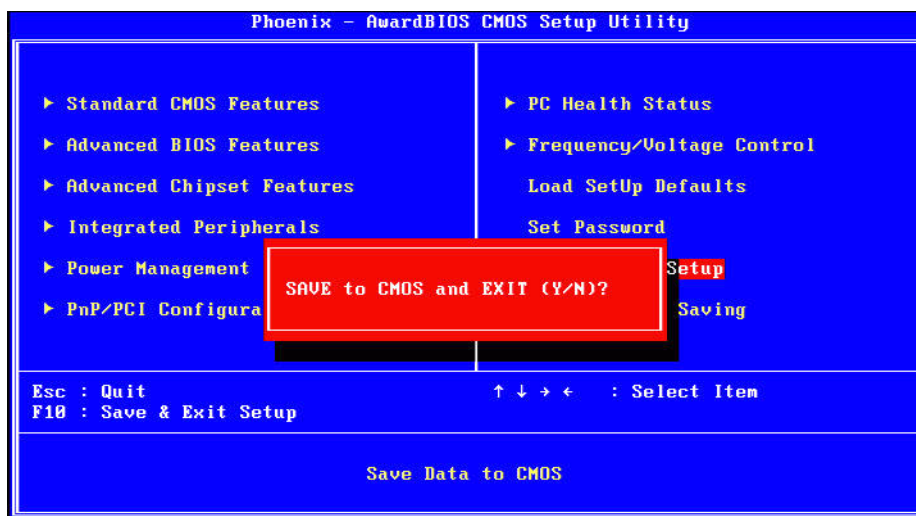 Phoenix - AwardBIOS CMOS Setup Utility
► Standard CMOS Features
► Advanced BIOS Features
► Advanced Chipset Features
► Integrated Peripherals
► Power Management
► PnP/PCI Configura
► PC Health Status
► Frequency/Voltage Control
Load SetUp Defaults
Set Password
Setup
Saving
SAVE to CMOS and EXIT (Y/N)?
Esc : Quit
F10 : Save & Exit Setup
↑ ↓ → ← : Select Item
Save Data to CMOS